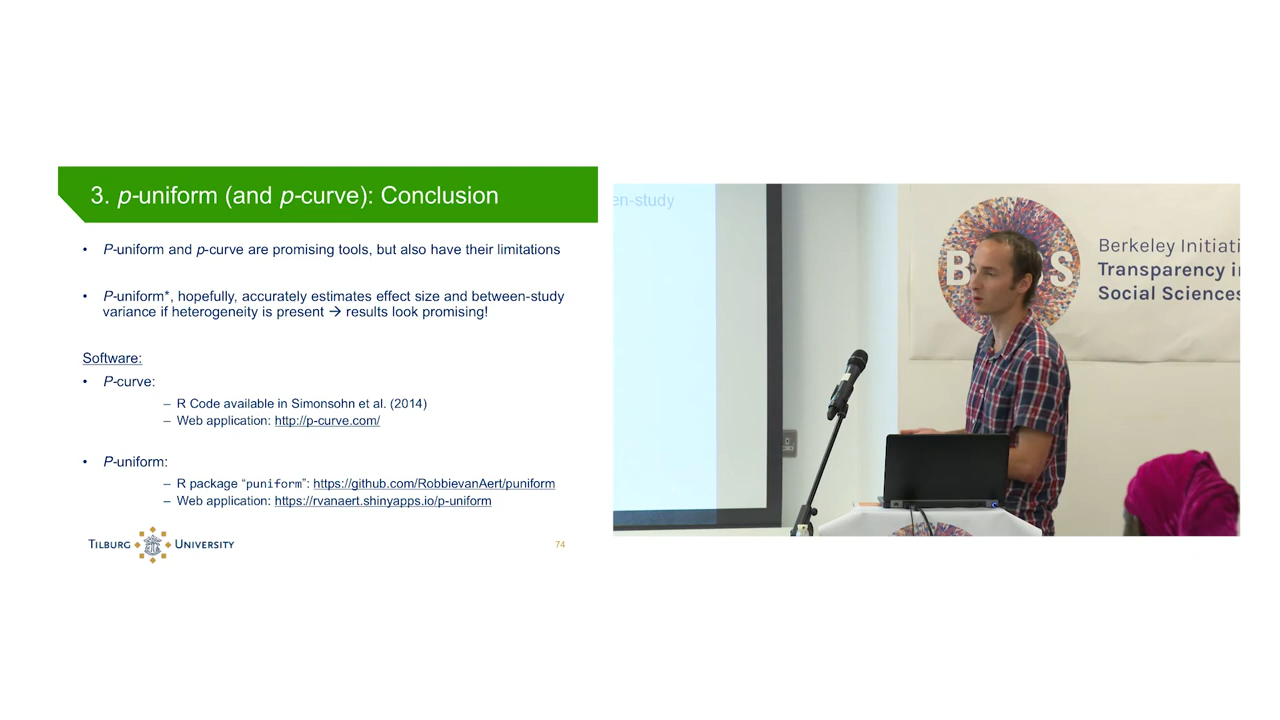 3. p-uniform (and p-curve): Conclusion
• P-uniform and p-curve are promising tools, but also have their limitations
• P-uniform*, hopefully, accurately estimates effect size and between-study
variance if heterogeneity is present → results look promising!
Software:
• P-curve:
– R Code available in Simonsohn et al. (2014)
– Web application: http://p-curve.com/
• P-uniform:
– R package “puniform”: https://github.com/RobbievanAert/puniform
– Web application: https://rvanaert.shinyapps.io/p-uniform
TILBURG UNIVERSITY
74
en-study
B S
Berkeley Initiati
Transparency i
Social Sciences